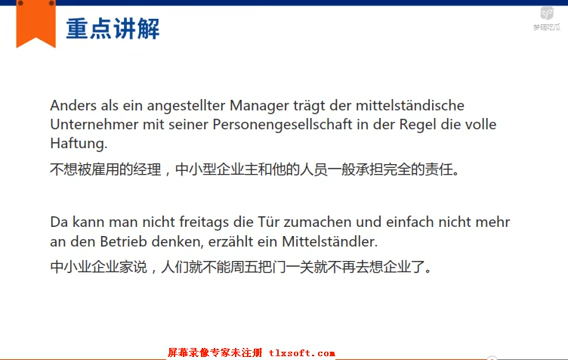 重点讲解
Anders als ein angestellter Manager trägt der mittelständische
Unternehmer mit seiner Personengesellschaft in der Regel die volle
Haftung.
不想被雇用的经理，中小型企业主和他的人员一般承担完全的责任。
Da kann man nicht freitags die Tür zumachen und einfach nicht mehr
an den Betrieb denken, erzählt ein Mittelständler.
中小业企业家说，人们就不能周五把门一关就不再去想企业了。
屏幕录像专家未注册 tlxsoft.com